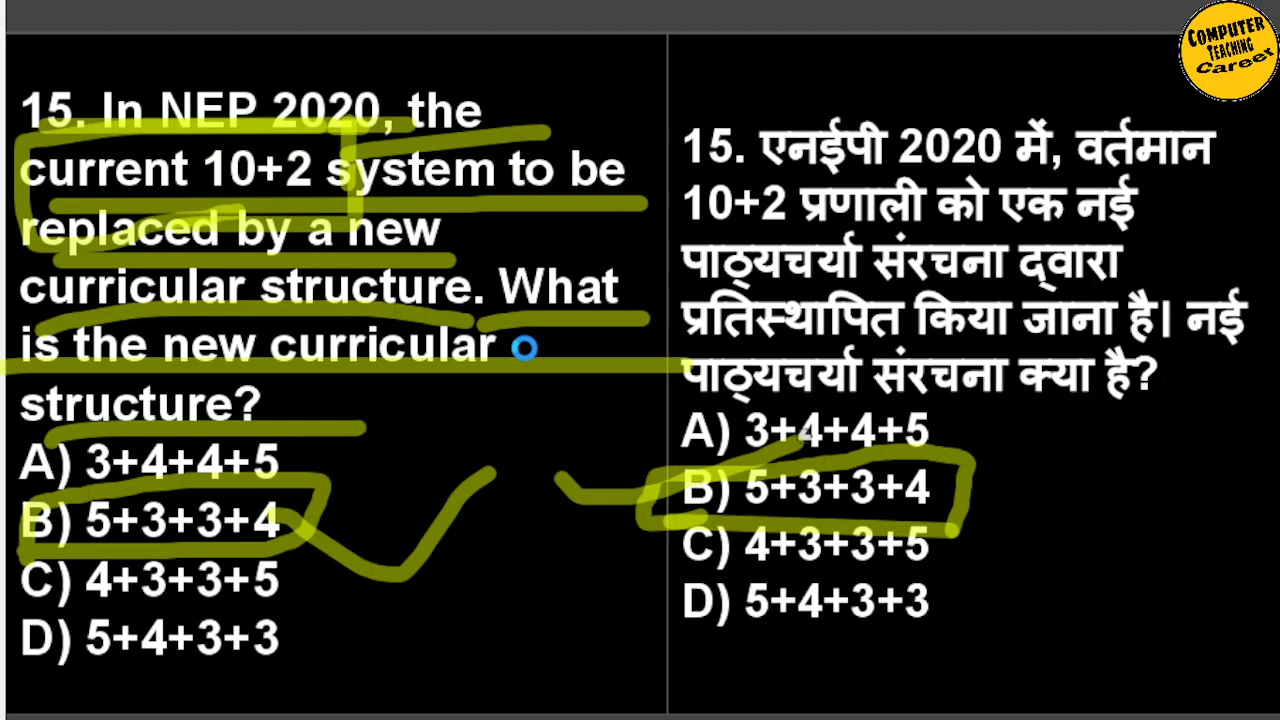 COMPUTER
TEACHING
Career
15. In NEP 2020, the
current 10+2 system to be
replaced by a new
curricular structure. What
is the new curricular
structure?
A) 3+4+4+5
B) 5+3+3+4
C) 4+3+3+5
D) 5+4+3+3
15. एनईपी 2020 में, वर्तमान
10+2 प्रणाली को एक नई
पाठ्यचर्या संरचना द्वारा
प्रतिस्थापित किया जाना है। नई
पाठ्यचर्या संरचना क्या है?
A) 3+4+4+5
B) 5+3+3+4
C) 4+3+3+5
D) 5+4+3+3